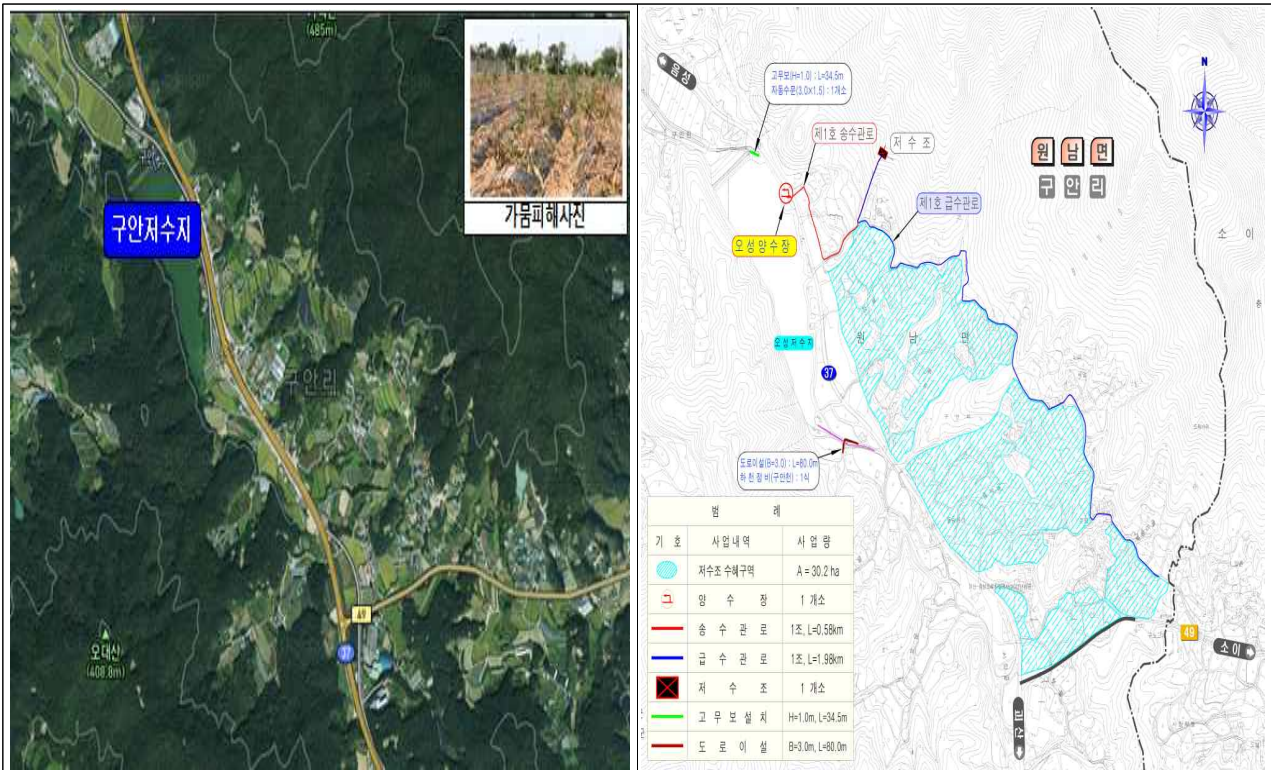 (485m)
가뭄피해사진
구안저수지
구안리
49
37
오대산
(408.8m)
음성
고무보(H=1.0) : L=34.5m
자동수문(3.0×1.5) : 1개소
제1호 송수관로
저 수 조
N
원 남 면
구 안 리
제1호 급수관로
오 성 양 수 장
소 이
원 남 면
오성저수지
37
도로이설(B=3.0) : L=80.0m
하천정비(구안천) : 1식
범 례
기 호 사 업 내 역 사 업 량
저수조 수혜구역 A = 30.2 ha
양 수 장 1 개소
송 수 관 로 1조, L=0.58km
급 수 관 로 1조, L=1.98km
저 수 조 1 개소
고 무 보 설 치 H=1.0m, L=34.5m
도 로 이 설 B=3.0m, L=80.0m
49
소 이
괴 산